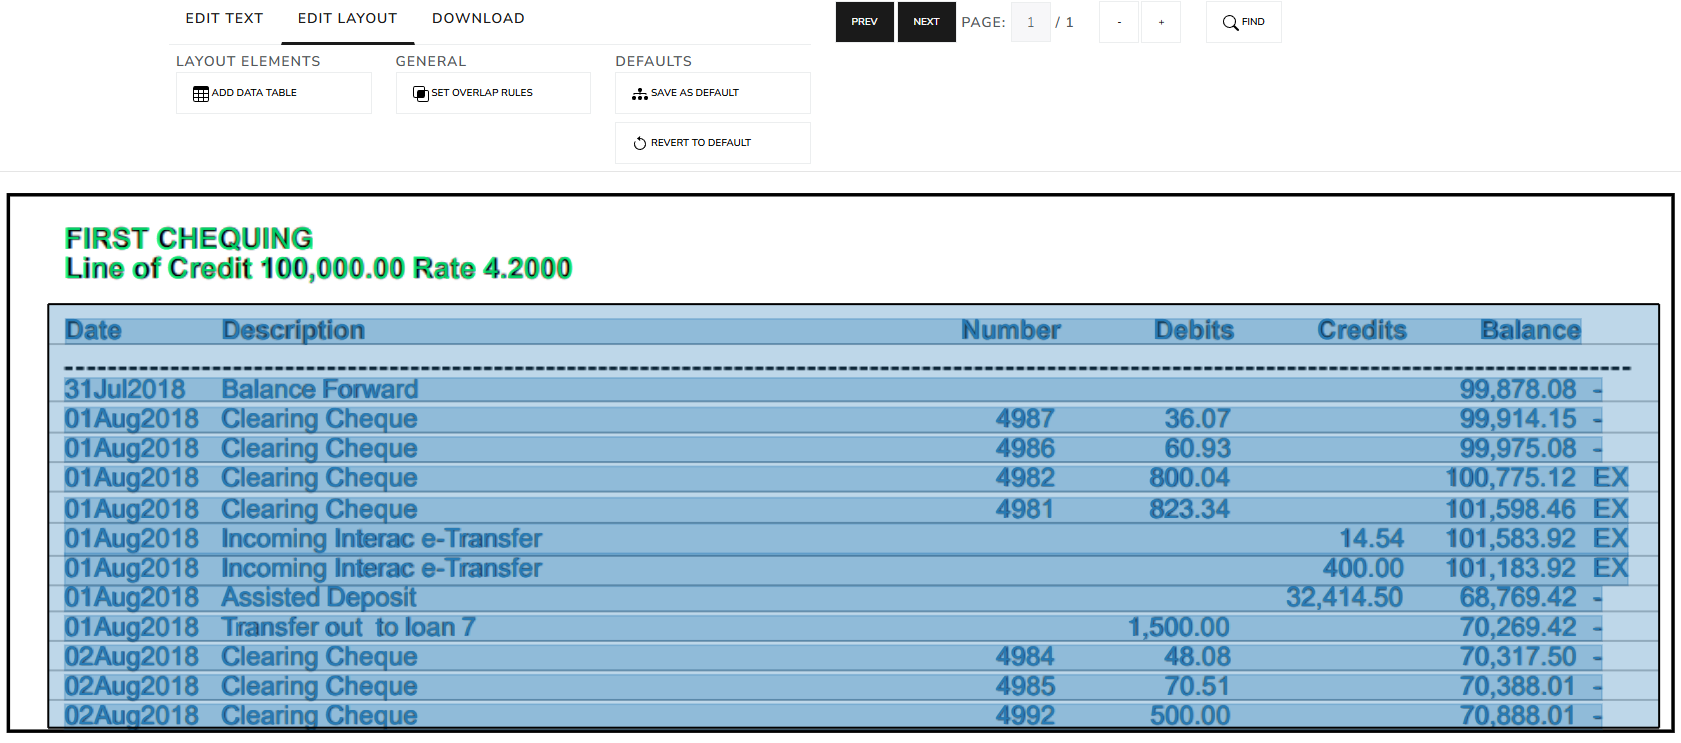 EDIT TEXT EDIT LAYOUT DOWNLOAD PREV NEXT PAGE: 1 / 1 - + FIND
LAYOUT ELEMENTS GENERAL DEFAULTS
ADD DATA TABLE SET OVERLAP RULES SAVE AS DEFAULT
REVERT TO DEFAULT
FIRST CHEQUING
Line of Credit 100,000.00 Rate 4.2000
Date Description Number Debits Credits Balance
31Jul2018 Balance Forward 99,878.08 -
01Aug2018 Clearing Cheque 4987 36.07 99,914.15 -
01Aug2018 Clearing Cheque 4986 60.93 99,975.08 -
01Aug2018 Clearing Cheque 4982 800.04 100,775.12 EX
01Aug2018 Clearing Cheque 4981 823.34 101,598.46 EX
01Aug2018 Incoming Interac e-Transfer 14.54 101,583.92 EX
01Aug2018 Incoming Interac e-Transfer 400.00 101,183.92 EX
01Aug2018 Assisted Deposit 32,414.50 68,769.42 -
01Aug2018 Transfer out to loan 7 1,500.00 70,269.42 -
02Aug2018 Clearing Cheque 4984 48.08 70,317.50 -
02Aug2018 Clearing Cheque 4985 70.51 70,388.01 -
02Aug2018 Clearing Cheque 4992 500.00 70,888.01 -